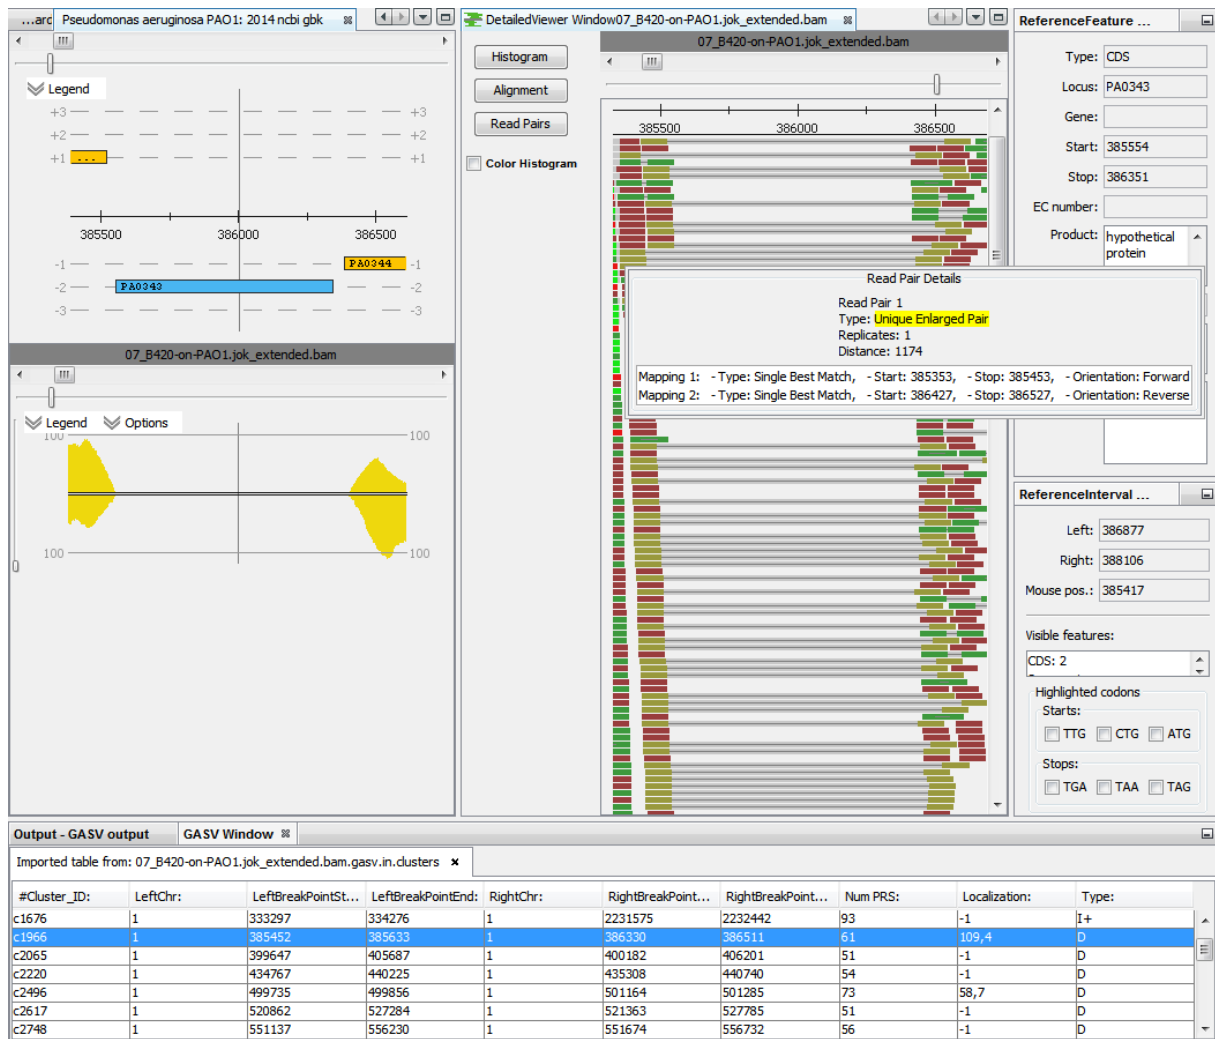 ...arc
Pseudomonas aeruginosa PAO1: 2014 ncbi gbk
Legend
+3 +3
+2 +2
+1 ... +1
385500 386000 386500
-1 PA0344 -1
-2 PA0343 -2
-3 -3
07_B420-on-PAO1.jok_extended.bam
Legend Options
100 100
100 100
DetailedViewer Window07_B420-on-PAO1.jok_extended.bam
07_B420-on-PAO1.jok_extended.bam
Histogram
Alignment
Read Pairs
Color Histogram
385500 386000 386500
Read Pair Details
Read Pair 1
Type: Unique Enlarged Pair
Replicates: 1
Distance: 1174
Mapping 1: - Type: Single Best Match, - Start: 385353, - Stop: 385453, - Orientation: Forward
Mapping 2: - Type: Single Best Match, - Start: 386427, - Stop: 386527, - Orientation: Reverse
ReferenceFeature ...
Type: CDS
Locus: PA0343
Gene:
Start: 385554
Stop: 386351
EC number:
Product: hypothetical
protein
ReferenceInterval ...
Left: 386877
Right: 388106
Mouse pos.: 385417
Visible features:
CDS: 2
Highlighted codons
Starts:
TTG CTG ATG
Stops:
TGA TAA TAG
Output - GASV output GASV Window
Imported table from: 07_B420-on-PAO1.jok_extended.bam.gasv.in.clusters
#Cluster_ID: LeftChr: LeftBreakPointSt... LeftBreakPointEnd: RightChr: RightBreakPoint... RightBreakPoint... Num PRS: Localization: Type:
c1676 1 333297 334276 1 2231575 2232442 93 -1 I+
c1966 1 385452 385633 1 386330 386511 61 109,4 D
c2065 1 399647 405687 1 400182 406201 51 -1 D
c2220 1 434767 440225 1 435308 440740 54 -1 D
c2496 1 499735 499856 1 501164 501285 73 58,7 D
c2617 1 520862 527284 1 521363 527785 51 -1 D
c2748 1 551137 556230 1 551674 556732 56 -1 D